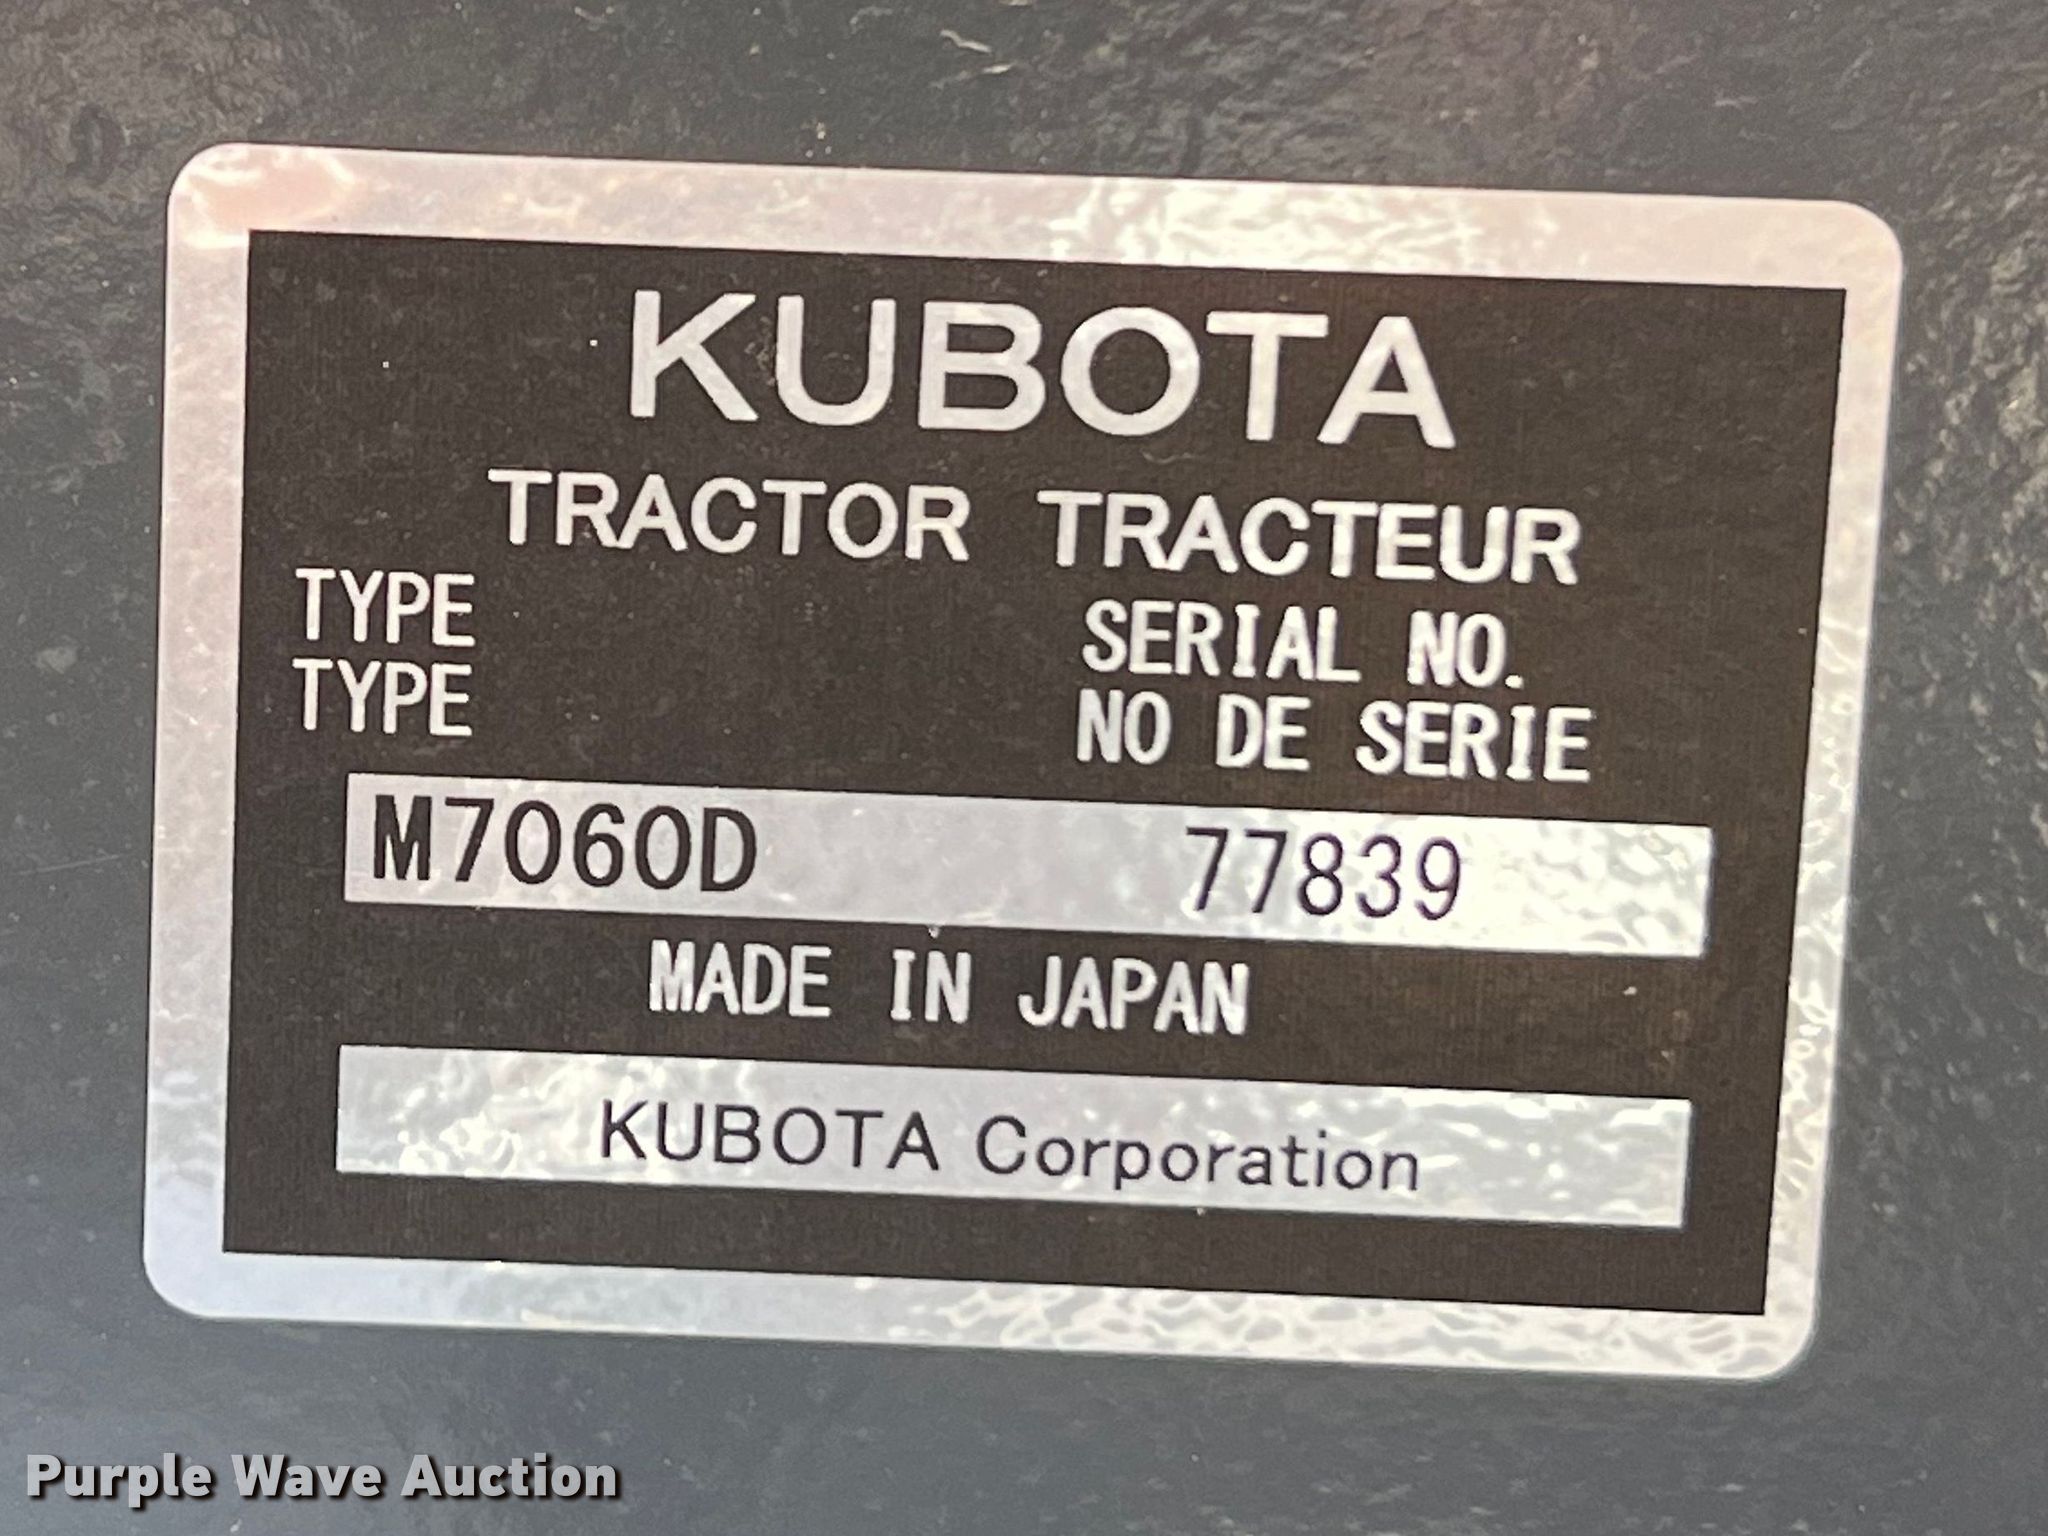 KUBOTA
TRACTOR TRACTEUR
TYPE SERIAL NO.
TYPE NO DE SERIE
M7060D 77839
MADE IN JAPAN
KUBOTA Corporation
Purple Wave Auction